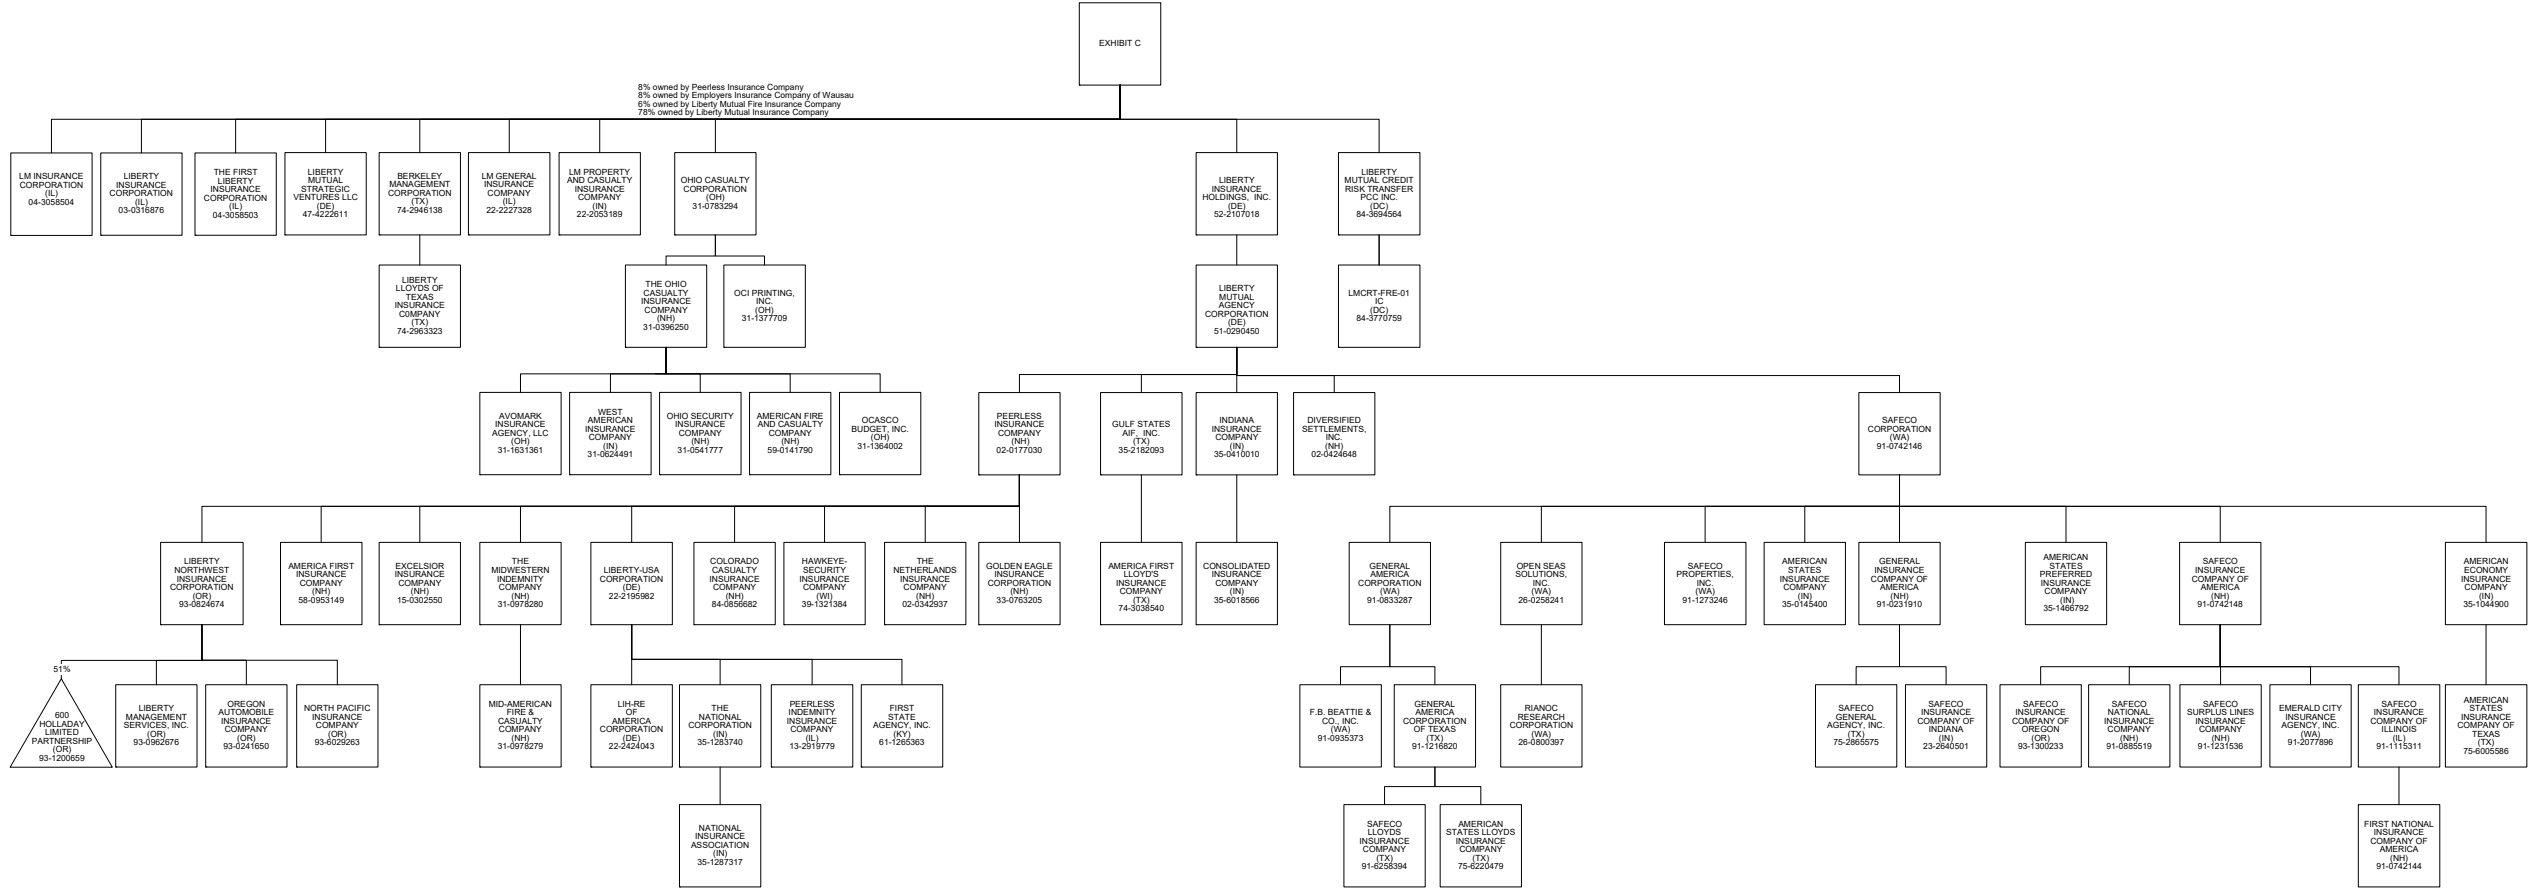 EXHIBIT C
8% owned by Peerless Insurance Company
8% owned by Employers Insurance Company of Wausau
6% owned by Liberty Mutual Fire Insurance Company
78% owned by Liberty Mutual Insurance Company
LM INSURANCE
CORPORATION
(IL)
04-3058504
LIBERTY
INSURANCE
CORPORATION
(IL)
03-0316876
THE FIRST
LIBERTY
INSURANCE
CORPORATION
(IL)
04-3058503
LIBERTY
MUTUAL
STRATEGIC
VENTURES LLC
(DE)
47-4222611
BERKELEY
MANAGEMENT
CORPORATION
(TX)
74-2946138
LM GENERAL
INSURANCE
COMPANY
(IL)
22-2227328
LM PROPERTY
AND CASUALTY
INSURANCE
COMPANY
(IN)
22-2053189
OHIO CASUALTY
CORPORATION
(OH)
31-0783294
LIBERTY
INSURANCE
HOLDINGS, INC.
(DE)
52-2107018
LIBERTY
MUTUAL CREDIT
RISK TRANSFER
PCC INC.
(DC)
84-3694564
LIBERTY
LLOYDS OF
TEXAS
INSURANCE
C0MPANY
(TX)
74-2963323
THE OHIO
CASUALTY
INSURANCE
COMPANY
(NH)
31-0396250
OCI PRINTING,
INC.
(OH)
31-1377709
LIBERTY
MUTUAL
AGENCY
CORPORATION
(DE)
51-0290450
LMCRT-FRE-01
IC
(DC)
84-3770759
AVOMARK
INSURANCE
AGENCY, LLC
(OH)
31-1631361
WEST
AMERICAN
INSURANCE
COMPANY
(IN)
31-0624491
OHIO SECURITY
INSURANCE
COMPANY
(NH)
31-0541777
AMERICAN FIRE
AND CASUALTY
COMPANY
(NH)
59-0141790
OCASCO
BUDGET, INC.
(OH)
31-1364002
PEERLESS
INSURANCE
COMPANY
(NH)
02-0177030
GULF STATES
AIF, INC.
(TX)
35-2182093
INDIANA
INSURANCE
COMPANY
(IN)
35-0410010
DIVERSIFIED
SETTLEMENTS,
INC.
(NH)
02-0424648
SAFECO
CORPORATION
(WA)
91-0742146
LIBERTY
NORTHWEST
INSURANCE
CORPORATION
(OR)
93-0824674
AMERICA FIRST
INSURANCE
COMPANY
(NH)
58-0953149
EXCELSIOR
INSURANCE
COMPANY
(NH)
15-0302550
THE
MIDWESTERN
INDEMNITY
COMPANY
(NH)
31-0978280
LIBERTY-USA
CORPORATION
(DE)
22-2195982
COLORADO
CASUALTY
INSURANCE
COMPANY
(NH)
84-0856682
HAWKEYE-
SECURITY
INSURANCE
COMPANY
(WI)
39-1321384
THE
NETHERLANDS
INSURANCE
COMPANY
(NH)
02-0342937
GOLDEN EAGLE
INSURANCE
CORPORATION
(NH)
33-0763205
AMERICA FIRST
LLOYD'S
INSURANCE
COMPANY
(TX)
74-3038540
CONSOLIDATED
INSURANCE
COMPANY
(IN)
35-6018566
GENERAL
AMERICA
CORPORATION
(WA)
91-0833287
OPEN SEAS
SOLUTIONS,
INC.
(WA)
26-0258241
SAFECO
PROPERTIES,
INC.
(WA)
91-1273246
AMERICAN
STATES
INSURANCE
COMPANY
(IN)
35-0145400
GENERAL
INSURANCE
COMPANY OF
AMERICA
(NH)
91-0231910
AMERICAN
STATES
PREFERRED
INSURANCE
COMPANY
(IN)
35-1466792
SAFECO
INSURANCE
COMPANY OF
AMERICA
(NH)
91-0742148
AMERICAN
ECONOMY
INSURANCE
COMPANY
(IN)
35-1044900
51%
600
HOLLADAY
LIMITED
PARTNERSHIP
(OR)
93-1200659
LIBERTY
MANAGEMENT
SERVICES, INC.
(OR)
93-0962676
OREGON
AUTOMOBILE
INSURANCE
COMPANY
(OR)
93-0241650
NORTH PACIFIC
INSURANCE
COMPANY
(OR)
93-6029263
MID-AMERICAN
FIRE &
CASUALTY
COMPANY
(NH)
31-0978279
LIH-RE
OF
AMERICA
CORPORATION
(DE)
22-2424043
THE
NATIONAL
CORPORATION
(IN)
35-1283740
PEERLESS
INDEMNITY
INSURANCE
COMPANY
(IL)
13-2919779
FIRST
STATE
AGENCY, INC.
(KY)
61-1265363
F.B. BEATTIE &
CO., INC.
(WA)
91-0935373
GENERAL
AMERICA
CORPORATION
OF TEXAS
(TX)
91-1216820
RIANOC
RESEARCH
CORPORATION
(WA)
26-0800397
SAFECO
GENERAL
AGENCY, INC.
(TX)
75-2865575
SAFECO
INSURANCE
COMPANY OF
INDIANA
(IN)
23-2640501
SAFECO
INSURANCE
COMPANY OF
OREGON
(OR)
93-1300233
SAFECO
NATIONAL
INSURANCE
COMPANY
(NH)
91-0885519
SAFECO
SURPLUS LINES
INSURANCE
COMPANY
(NH)
91-1231536
EMERALD CITY
INSURANCE
AGENCY, INC.
(WA)
91-2077896
SAFECO
INSURANCE
COMPANY OF
ILLINOIS
(IL)
91-1115311
AMERICAN
STATES
INSURANCE
COMPANY OF
TEXAS
(TX)
75-6005586
NATIONAL
INSURANCE
ASSOCIATION
(IN)
35-1287317
SAFECO
LLOYDS
INSURANCE
COMPANY
(TX)
91-6258394
AMERICAN
STATES LLOYDS
INSURANCE
COMPANY
(TX)
75-6220479
FIRST NATIONAL
INSURANCE
COMPANY OF
AMERICA
(NH)
91-0742144